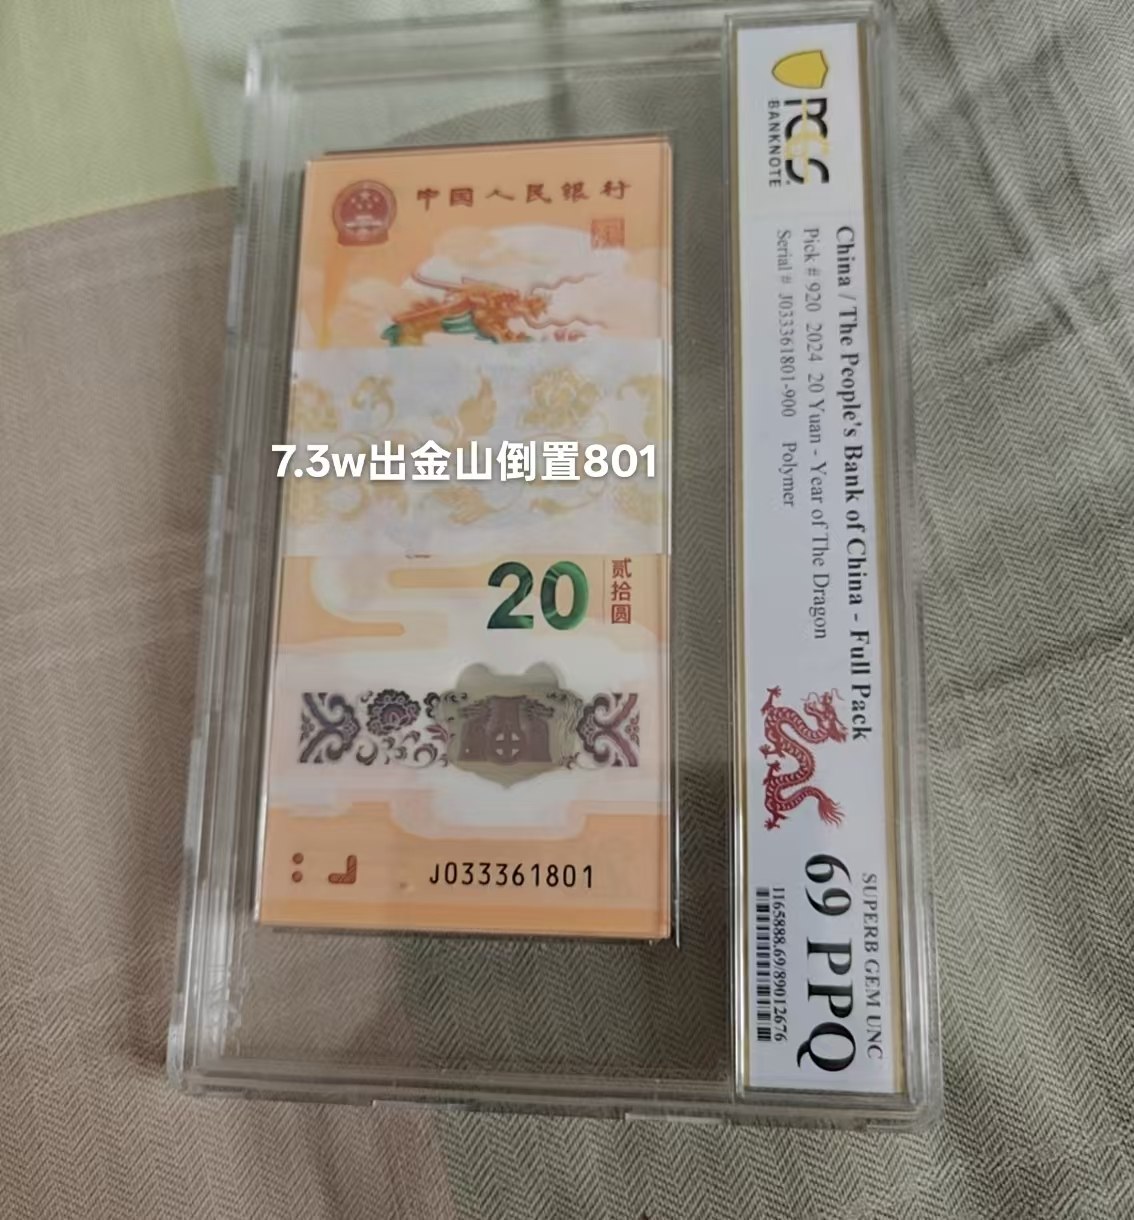 中国人民银行
7.3w出金山倒置801
20
贰拾圆
J033361801
PCGS
BANKNOTE
China / The People's Bank of China - Full Pack
Pick # 920 2024 20 Yuan - Year of The Dragon
Serial # J033361801-900 Polymer
SUPERB GEM UNC
69 PPQ
1165888.69/89012676